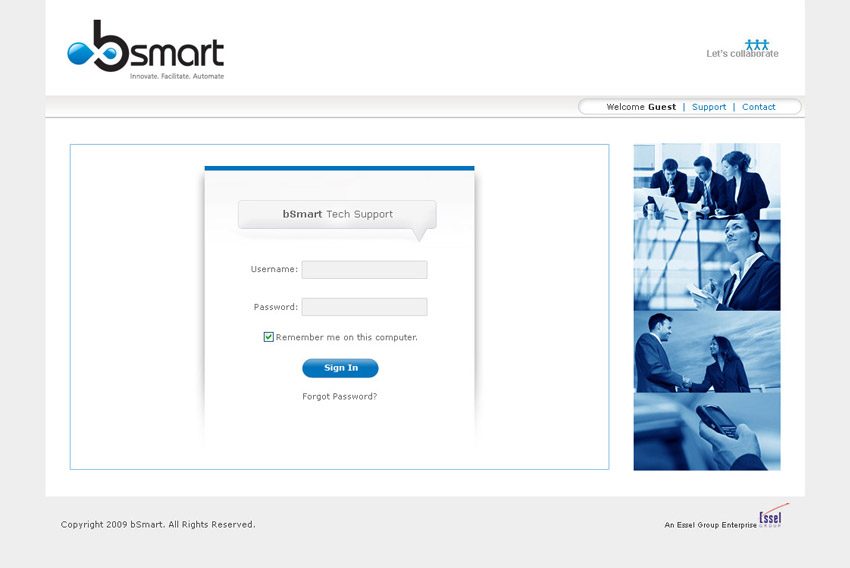 bsmart
Innovate. Facilitate, Automate
Let's collaborate
Welcome Guest | Support | Contact
bSmart Tech Support
Username:
Password:
Remember me on this computer.
Sign In
Forgot Password?
Copyright 2009 bSmart. All Rights Reserved.
An Essel Group Enterprise
Essel
GROUP